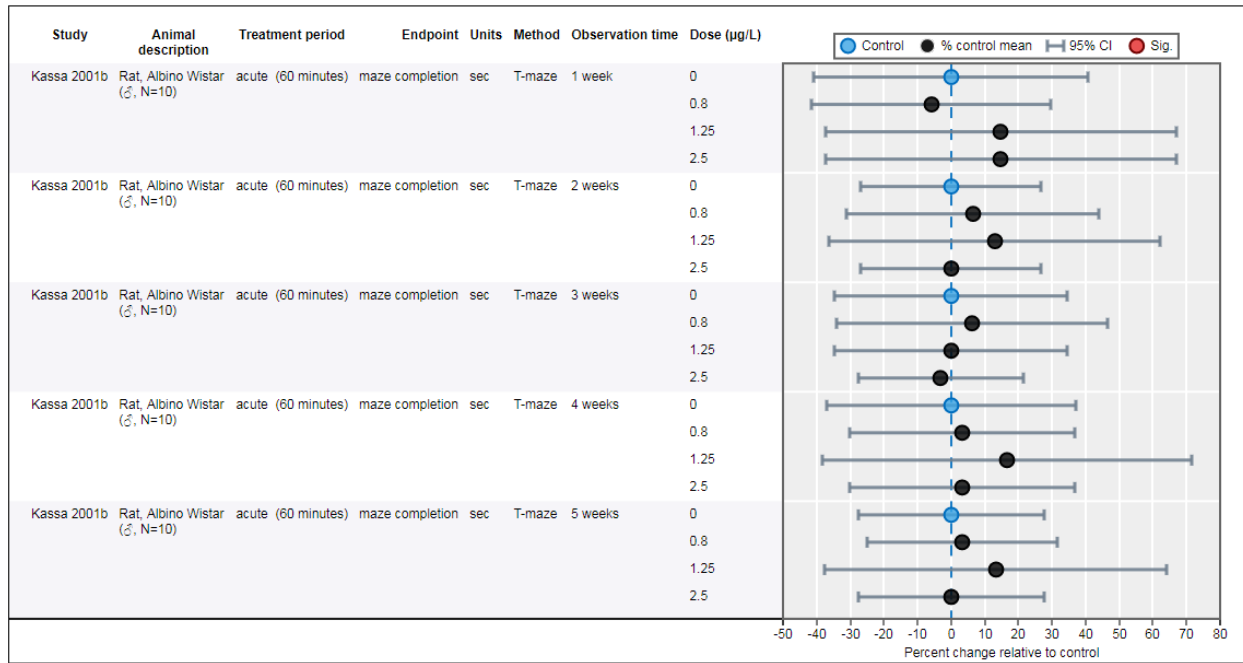 Study Animal description Treatment period Endpoint Units Method Observation time Dose (µg/L)
Control % control mean 95% CI Sig.
Kassa 2001b Rat, Albino Wistar acute (60 minutes) maze completion sec T-maze 1 week 0
(♂, N=10)
0.8
1.25
2.5
Kassa 2001b Rat, Albino Wistar acute (60 minutes) maze completion sec T-maze 2 weeks 0
(♂, N=10)
0.8
1.25
2.5
Kassa 2001b Rat, Albino Wistar acute (60 minutes) maze completion sec T-maze 3 weeks 0
(♂, N=10)
0.8
1.25
2.5
Kassa 2001b Rat, Albino Wistar acute (60 minutes) maze completion sec T-maze 4 weeks 0
(♂, N=10)
0.8
1.25
2.5
Kassa 2001b Rat, Albino Wistar acute (60 minutes) maze completion sec T-maze 5 weeks 0
(♂, N=10)
0.8
1.25
2.5
-50 -40 -30 -20 -10 0 10 20 30 40 50 60 70 80
Percent change relative to control